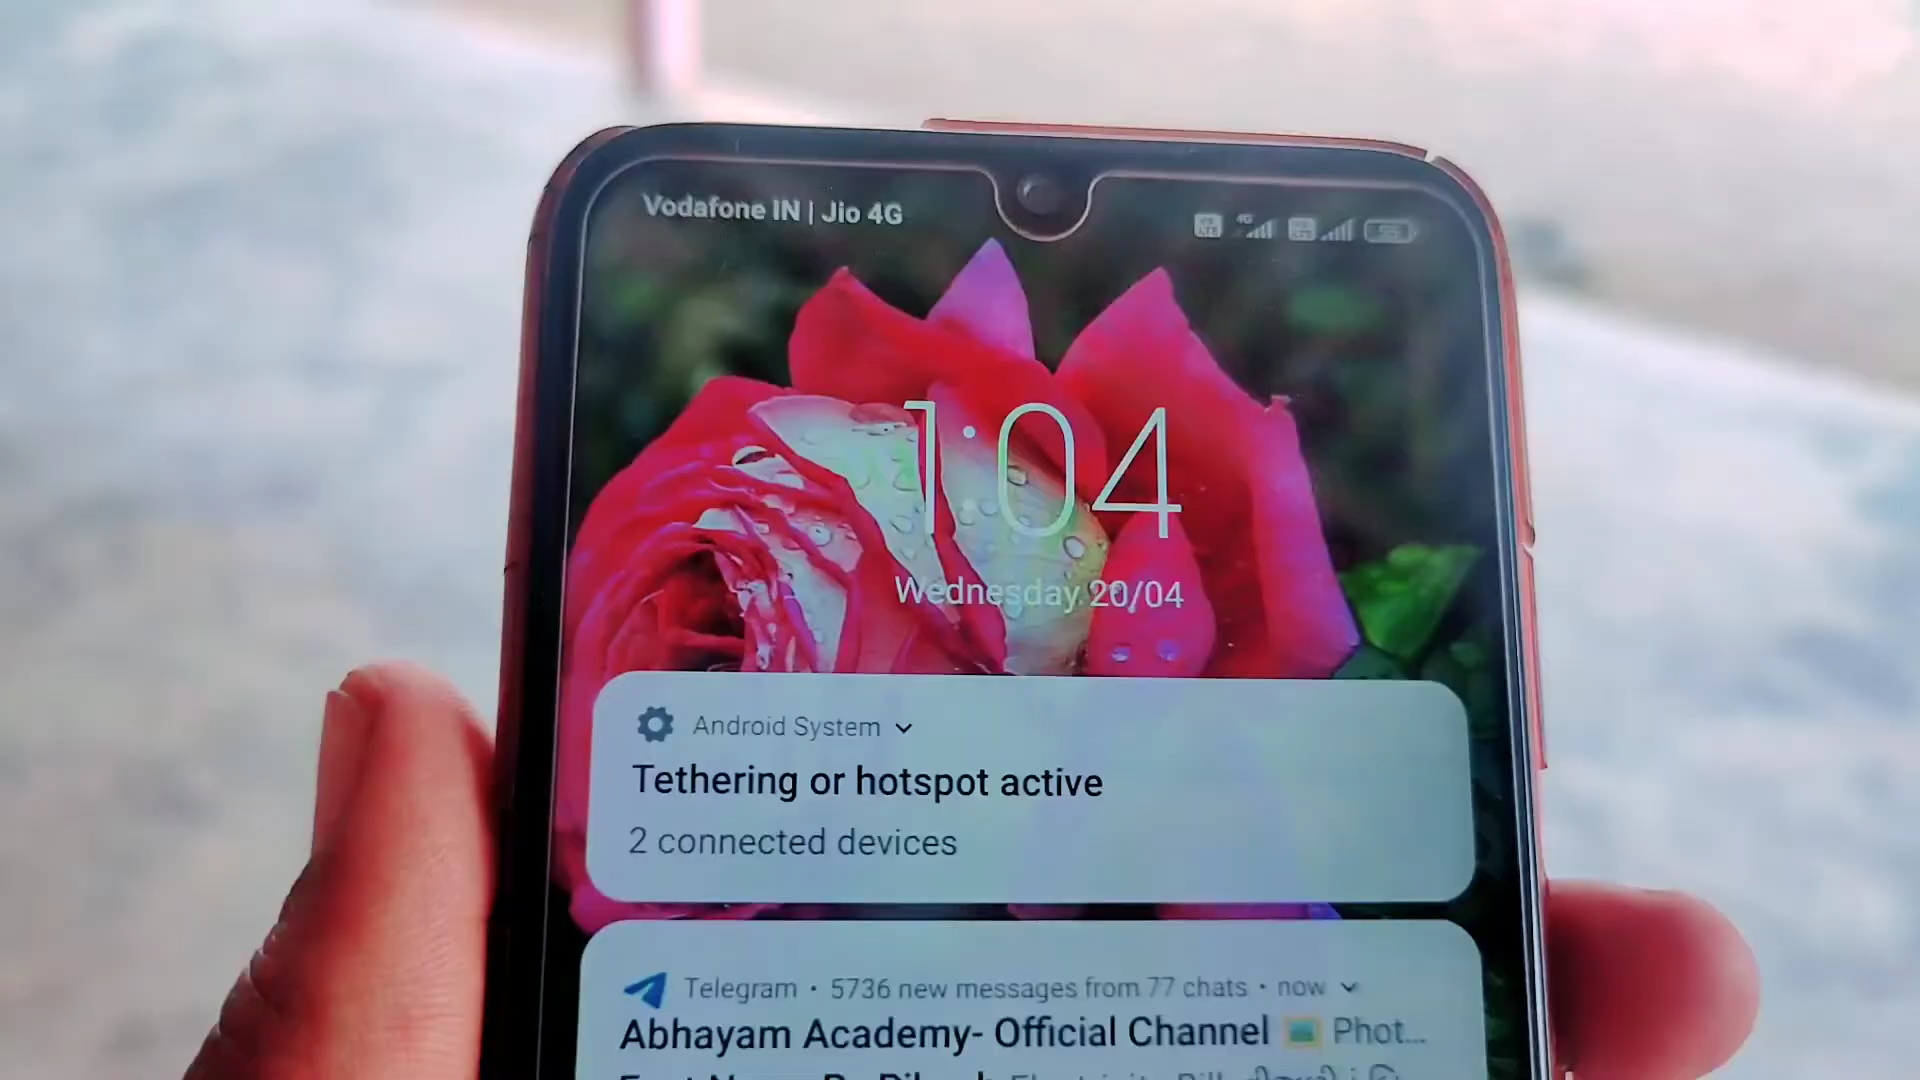 Vodafone IN | Jio 4G
4G
1:04
Wednesday, 20/04
Android System
Tethering or hotspot active
2 connected devices
Telegram • 5736 new messages from 77 chats • now
Abhayam Academy- Official Channel Phot...